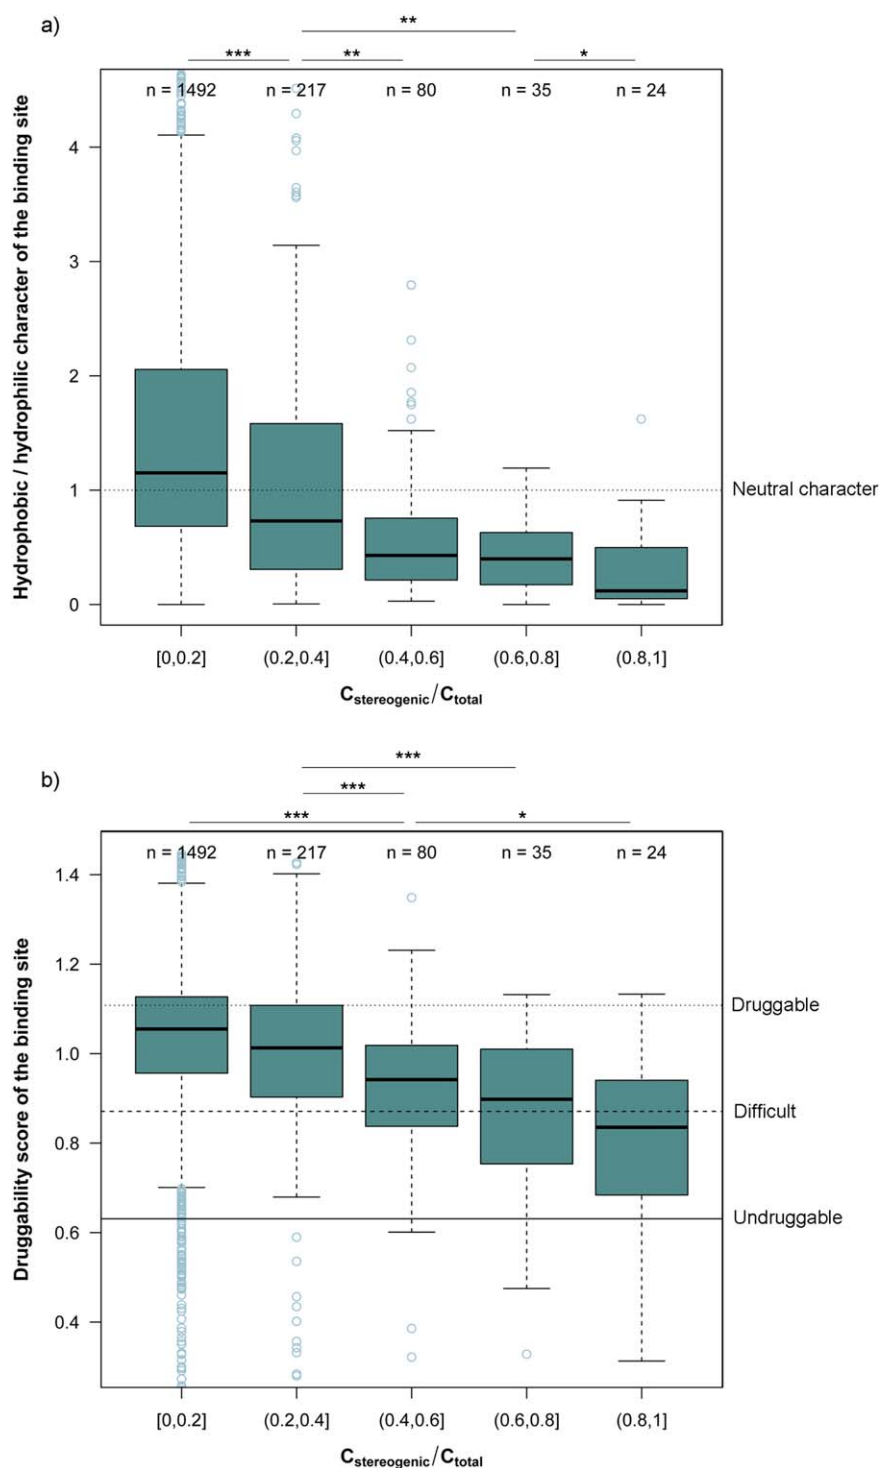 a)
**
*** ** *
n = 1492 n = 217 n = 80 n = 35 n = 24
Hydrophobic / hydrophilic character of the binding site
4
3
2
1
0
Neutral character
[0,0.2] (0.2,0.4] (0.4,0.6] (0.6,0.8] (0.8,1]
Cstereogenic/Ctotal
b)
***
***
*** *
n = 1492 n = 217 n = 80 n = 35 n = 24
Druggability score of the binding site
1.4
1.2
1.0
0.8
0.6
0.4
Druggable
Difficult
Undruggable
[0,0.2] (0.2,0.4] (0.4,0.6] (0.6,0.8] (0.8,1]
Cstereogenic/Ctotal